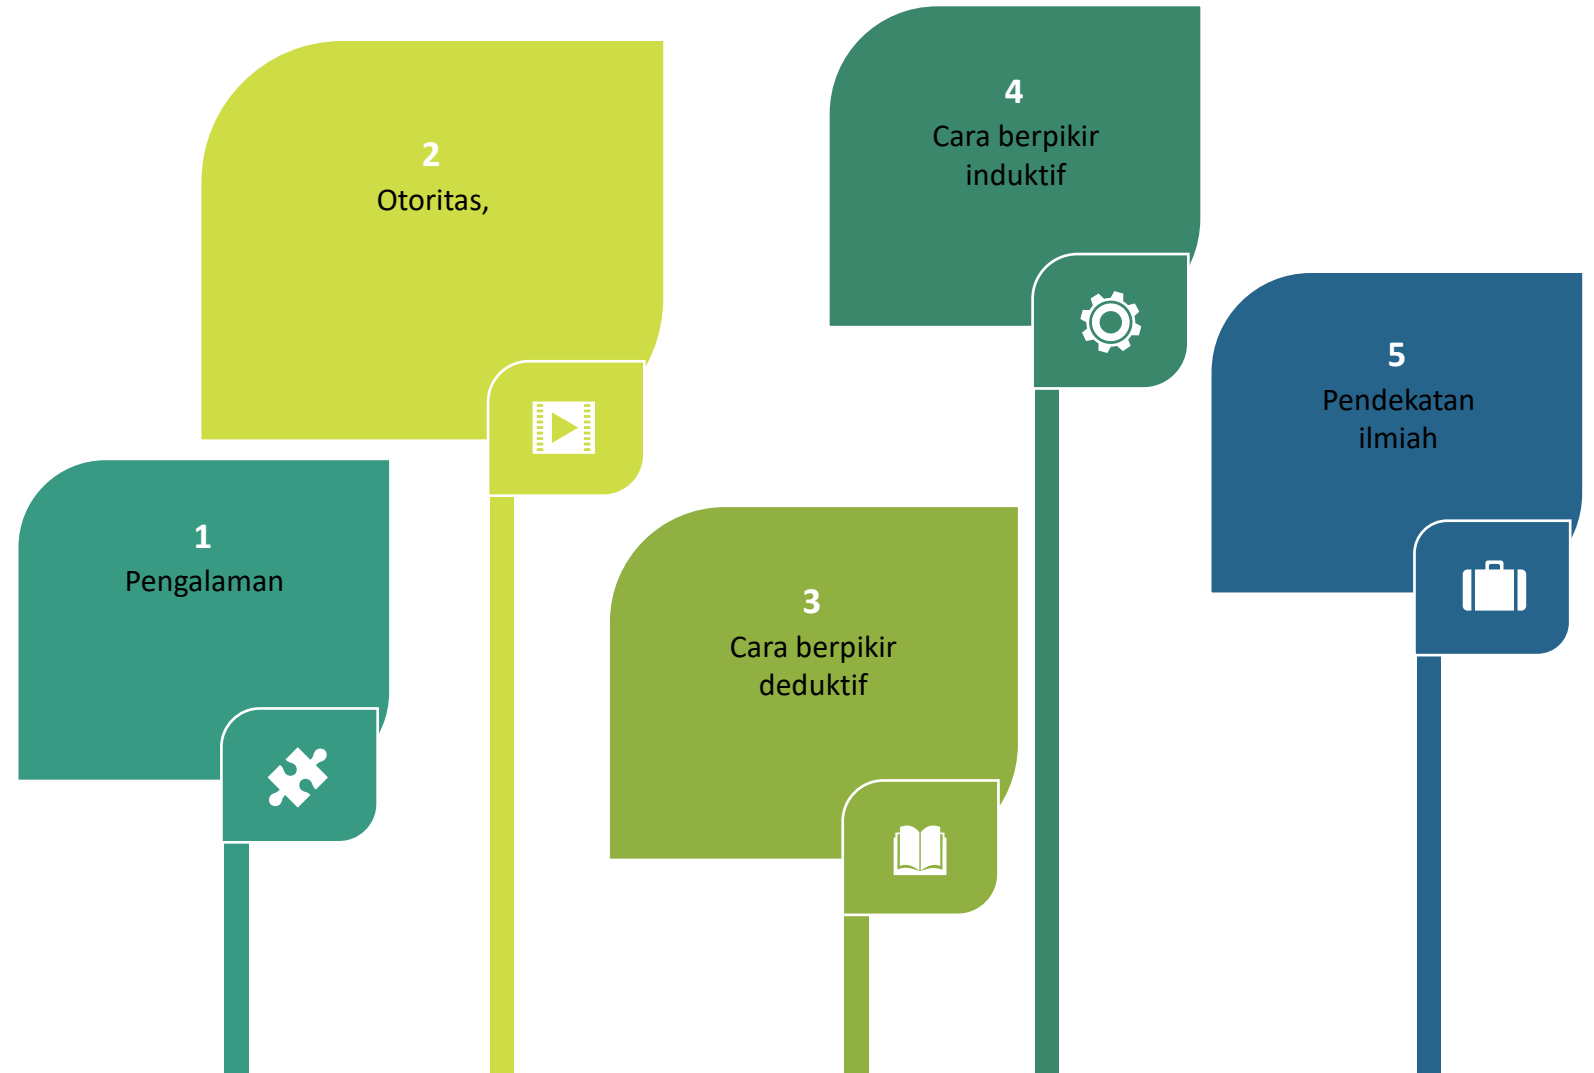 1
Pengalaman
2
Otoritas,
3
Cara berpikir
deduktif
4
Cara berpikir
induktif
5
Pendekatan
ilmiah